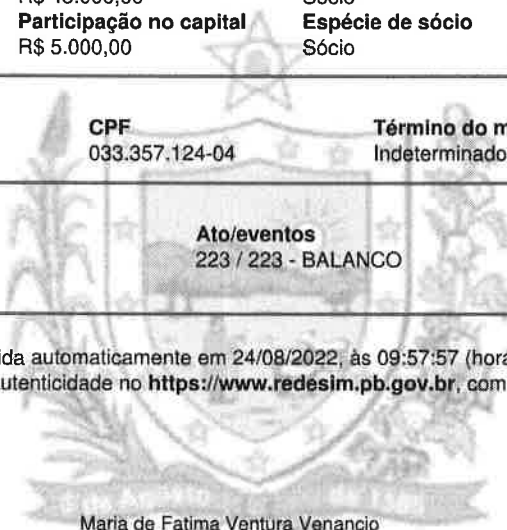 Participação no capital Espécie de sócio
R$ 5.000,00 Sócio
CPF Término do m
033.357.124-04 Indeterminado
Ato/eventos
223 / 223 - BALANCO
ida automaticamente em 24/08/2022, às 09:57:57 (horá
utenticidade no https://www.redesim.pb.gov.br, com
Maria de Fatima Ventura Venancio